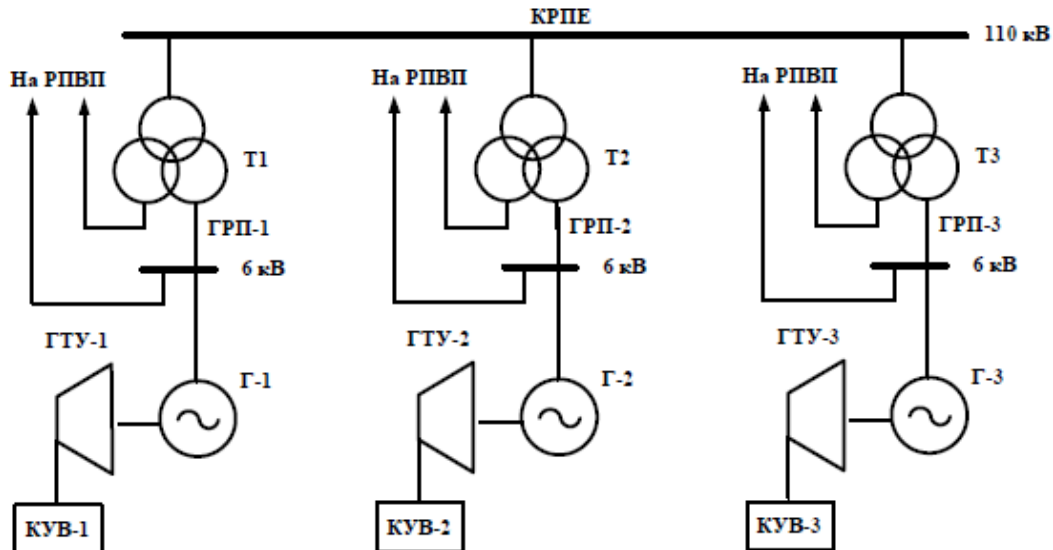 КРПЕ
110 кВ
На РПВП
На РПВП
На РПВП
Т1
Т2
Т3
ГРП-1
ГРП-2
ГРП-3
6 кВ
6 кВ
6 кВ
ГТУ-1
ГТУ-2
ГТУ-3
Г-1
Г-2
Г-3
КУВ-1
КУВ-2
КУВ-3